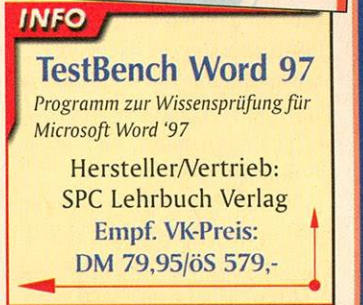 INFO
TestBench Word 97
Programm zur Wissensprüfung für
Microsoft Word ‘97
Hersteller/Vertrieb:
SPC Lehrbuch Verlag
Empf. VK-Preis:
DM 79,95/öS 579,-